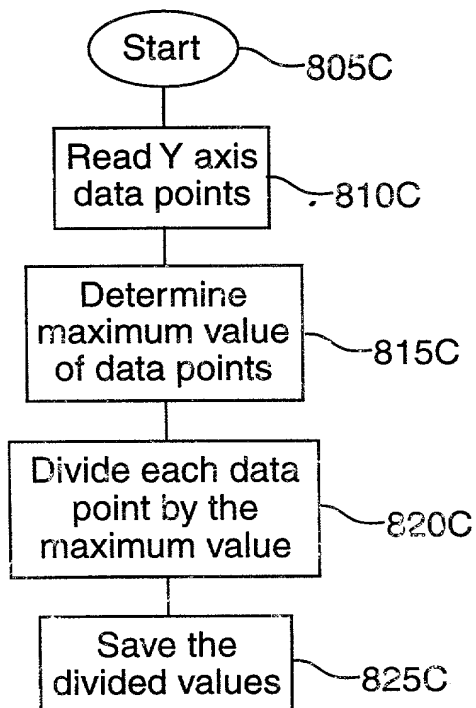 Start
805C
Read Y axis
data points
810C
Determine
maximum value
of data points
815C
Divide each data
point by the
maximum value
820C
Save the
divided values
825C